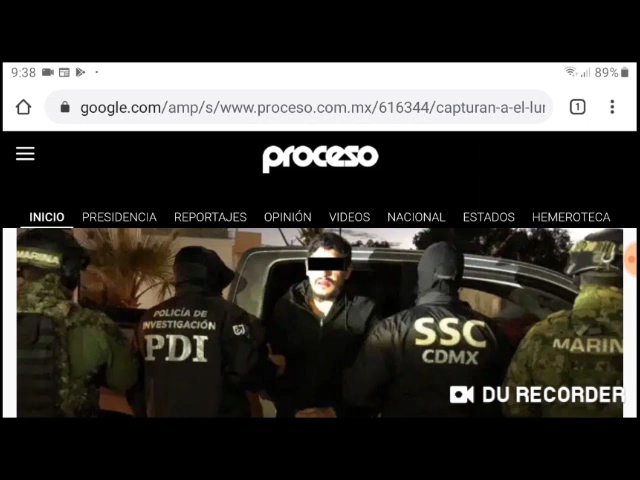 9:38 89%
google.com/amp/s/www.proceso.com.mx/616344/capturan-a-el-lur 1
proceso
INICIO PRESIDENCIA REPORTAJES OPINIÓN VIDEOS NACIONAL ESTADOS HEMEROTECA
MARINA
POLICÍA DE
INVESTIGACIÓN
PDI
SSC
CDMX
MARIN
DU RECORDER